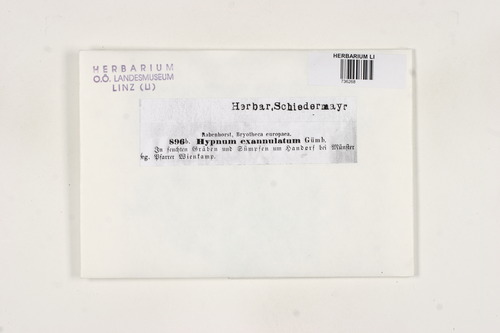 HERBARIUM
O.Ö. LANDESMUSEUM
LINZ (LI)
HERBARIUM LI
Herbar, Schiedermayr
Rabenhorst, Bryotheca europaea.
896b. Hypnum exannulatum Gümb.
In feuchten Gräben und Sümpfen um Handorf bei Münster
leg. Pfarrer Wienkamp.